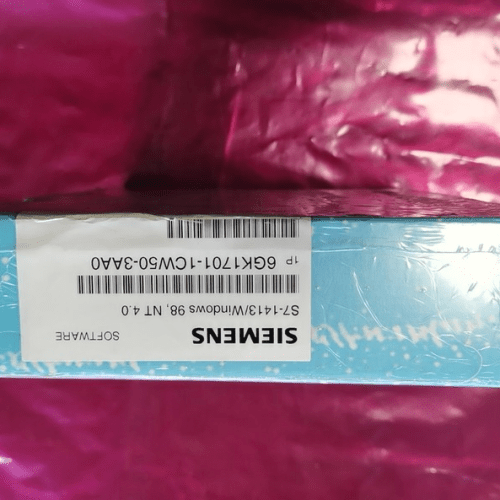 SIEMENS SOFTWARE
S7-1413/Windows 98, NT 4.0
1P 6GK1701-1CW50-3AA0